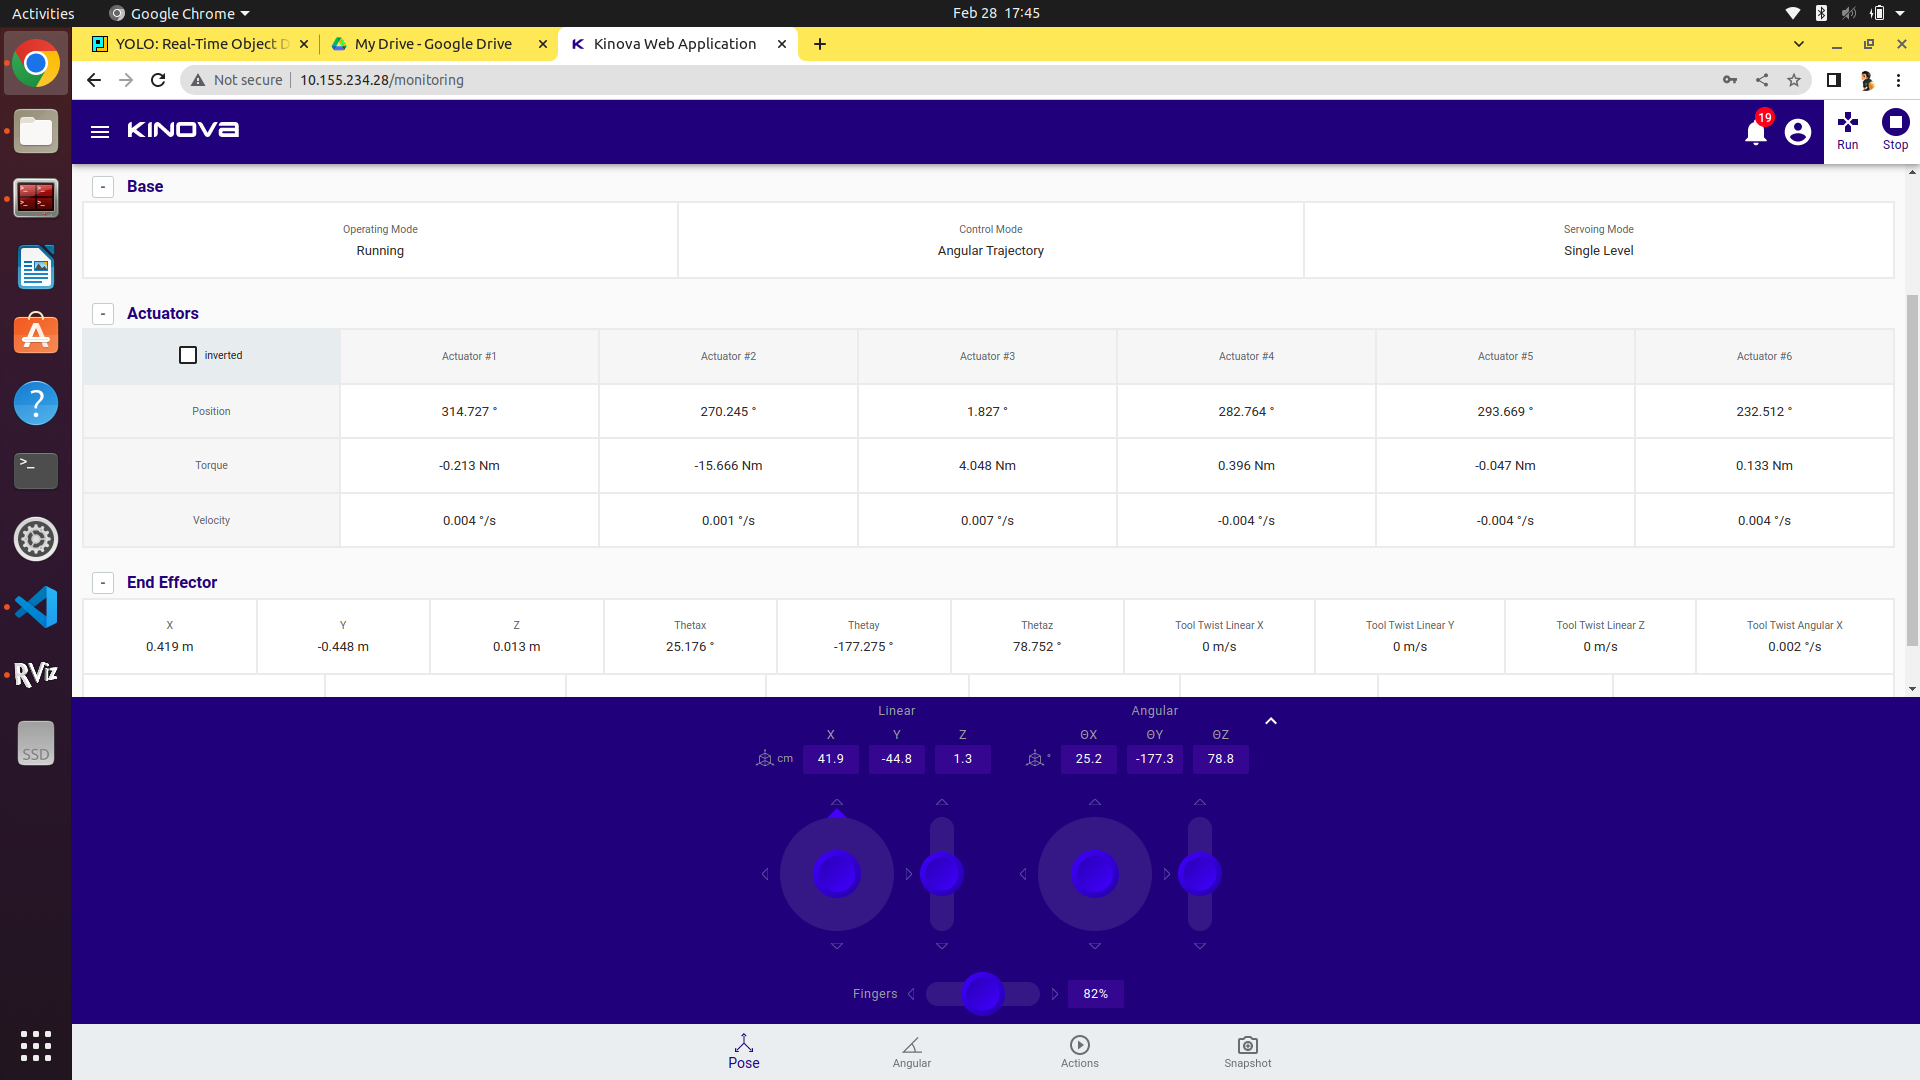 Activities Google Chrome Feb 28 17:45
YOLO: Real-Time Object D My Drive - Google Drive Kinova Web Application
Not secure 10.155.234.28/monitoring
KINOVA 19 Run Stop
- Base
Operating Mode Control Mode Servoing Mode
Running Angular Trajectory Single Level
- Actuators
inverted Actuator #1 Actuator #2 Actuator #3 Actuator #4 Actuator #5 Actuator #6
Position 314.727 ° 270.245 ° 1.827 ° 282.764 ° 293.669 ° 232.512 °
Torque -0.213 Nm -15.666 Nm 4.048 Nm 0.396 Nm -0.047 Nm 0.133 Nm
Velocity 0.004 °/s 0.001 °/s 0.007 °/s -0.004 °/s -0.004 °/s 0.004 °/s
- End Effector
X Y Z Thetax Thetay Thetaz Tool Twist Linear X Tool Twist Linear Y Tool Twist Linear Z Tool Twist Angular X
0.419 m -0.448 m 0.013 m 25.176 ° -177.275 ° 78.752 ° 0 m/s 0 m/s 0 m/s 0.002 °/s
RViz
SSD
Linear Angular
X Y Z ΘX ΘY ΘZ
cm 41.9 -44.8 1.3 ° 25.2 -177.3 78.8
Fingers 82%
Pose Angular Actions Snapshot